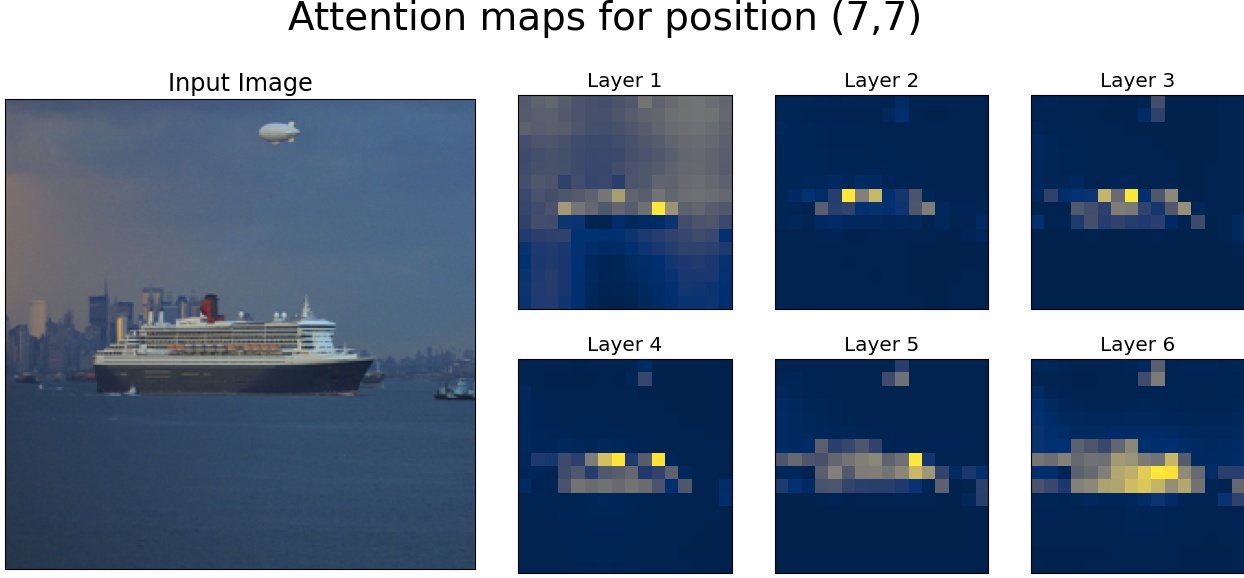 Attention maps for position (7,7)
Input Image
Layer 1
Layer 2
Layer 3
Layer 4
Layer 5
Layer 6